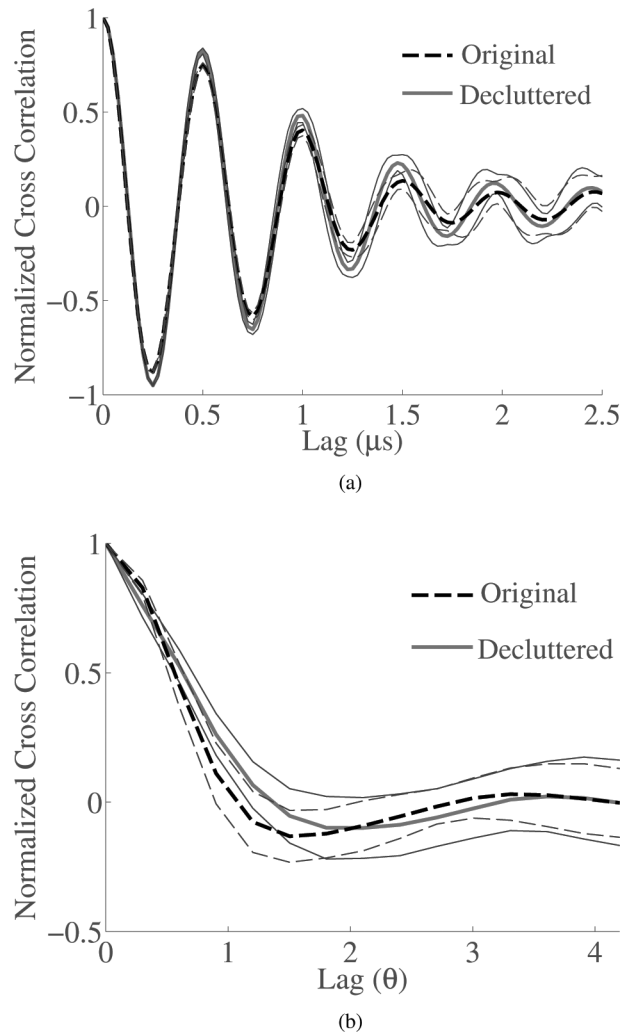 1
0.5
0
−0.5
−1
Normalized Cross Correlation
Original
Decluttered
0 0.5 1 1.5 2 2.5
Lag (μs)
(a)
1
0.5
0
−0.5
Normalized Cross Correlation
Original
Decluttered
0 1 2 3 4
Lag (θ)
(b)